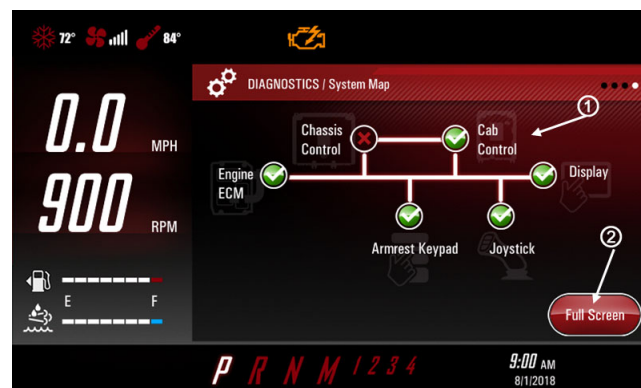 72°
84°
DIAGNOSTICS / System Map
1
0.0
MPH
Chassis
Control
Cab
Control
Engine
ECM
Display
900
RPM
Armrest Keypad
Joystick
2
E
F
Full Screen
P R N M 1 2 3 4
9:00 AM
8/1/2018